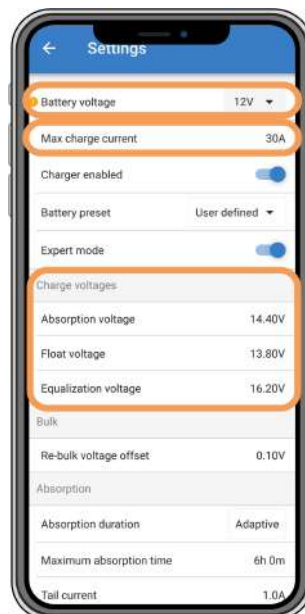 Settings
Battery voltage 12V
Max charge current 30A
Charger enabled
Battery preset User defined
Expert mode
Charge voltages
Absorption voltage 14.40V
Float voltage 13.80V
Equalization voltage 16.20V
Bulk
Re-bulk voltage offset 0.10V
Absorption
Absorption duration Adaptive
Maximum absorption time 6h 0m
Tail current 1.0A